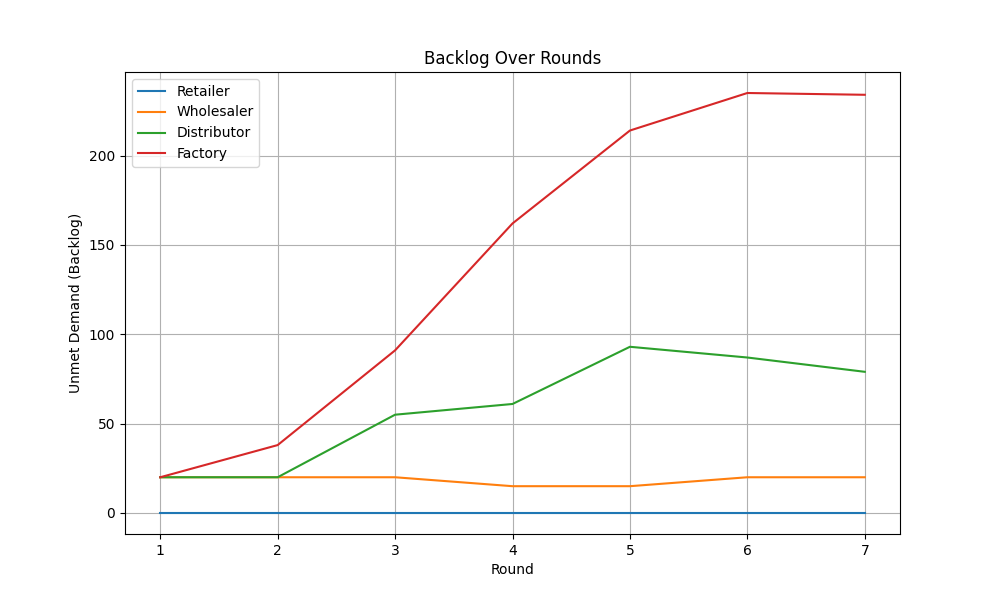 Backlog Over Rounds
Retailer
Wholesaler
Distributor
Factory
Unmet Demand (Backlog)
200
150
100
50
0
1 2 3 4 5 6 7
Round